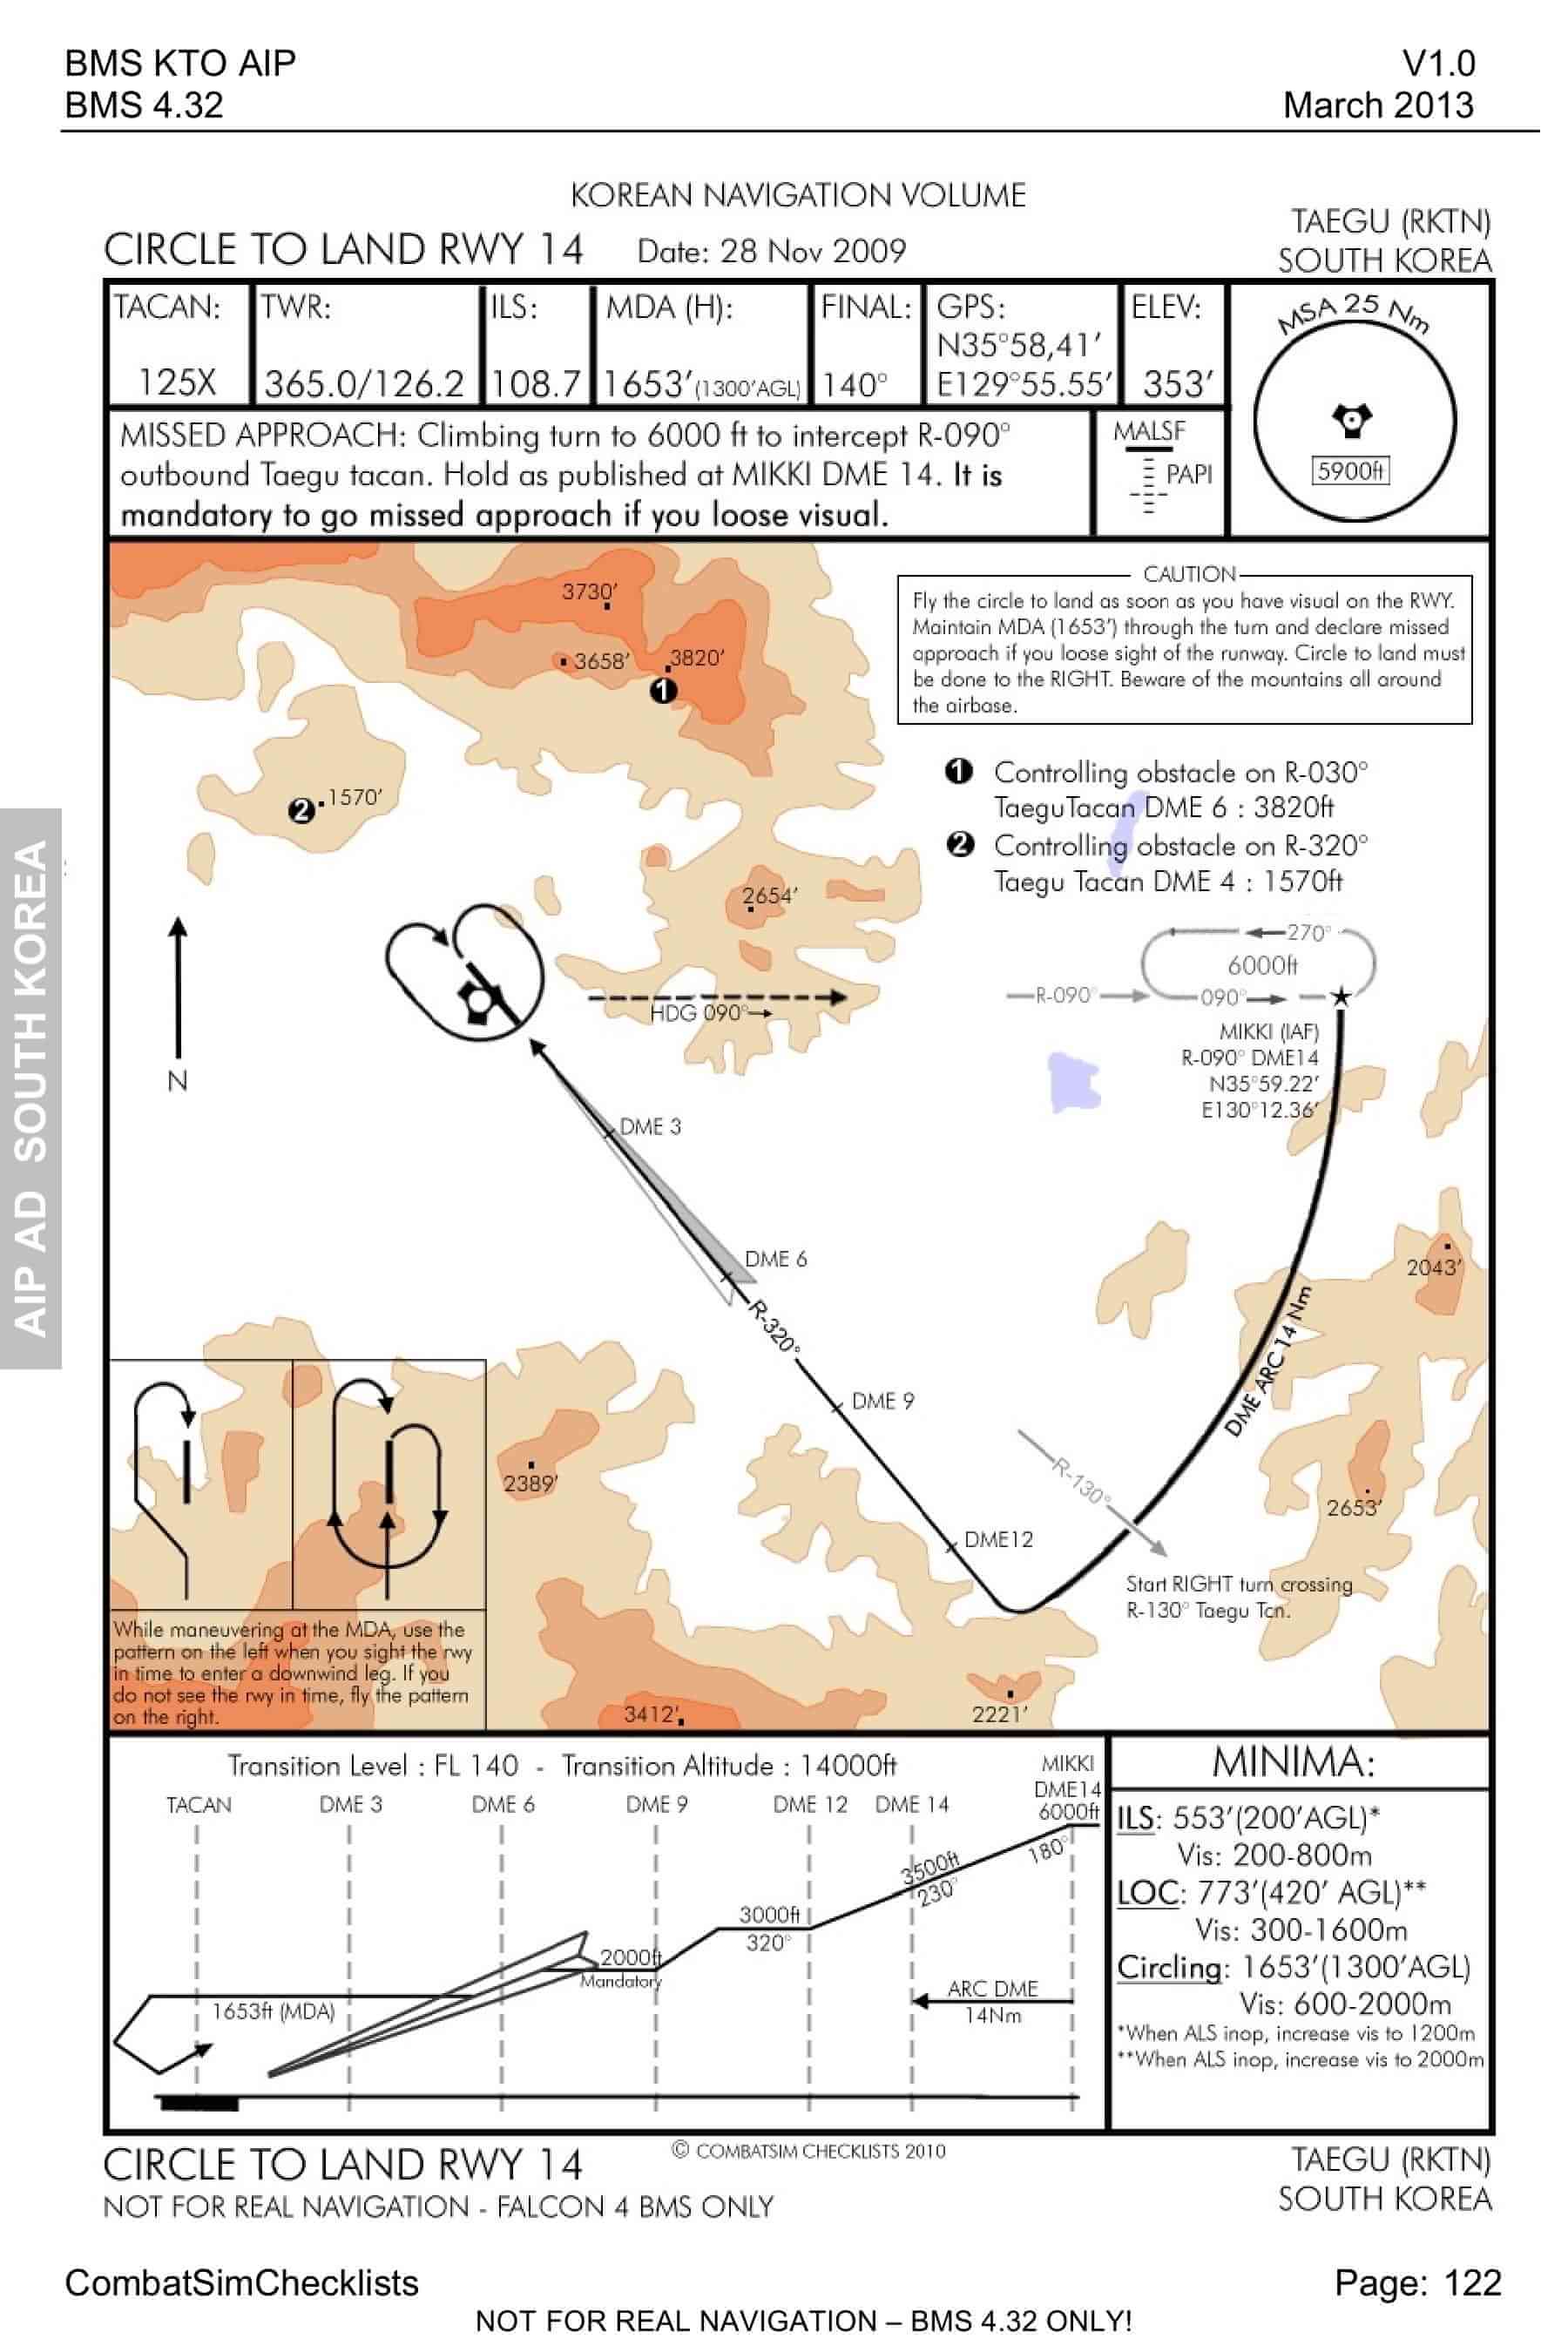 BMS KTO AIP
V1.0
BMS 4.32
March 2013
KOREAN NAVIGATION VOLUME
CIRCLE TO LAND RWY 14
Date: 28 Nov 2009
TAEGU (RKTN)
SOUTH KOREA
TACAN:
125X
TWR:
365.0/126.2
ILS:
108.7
MDA (H):
1653'(1300'AGL)
FINAL:
140°
GPS:
N35°58,41'
E129°55.55'
ELEV:
353'
MSA 25 Nm
5900ft
MISSED APPROACH: Climbing turn to 6000 ft to intercept R-090°
outbound Taegu tacan. Hold as published at MIKKI DME 14. It is
mandatory to go missed approach if you loose visual.
MALSF
PAPI
CAUTION
Fly the circle to land as soon as you have visual on the RWY.
Maintain MDA (1653') through the turn and declare missed
approach if you loose sight of the runway. Circle to land must
be done to the RIGHT. Beware of the mountains all around
the airbase.
3730'
3658'
3820'
1
1 Controlling obstacle on R-030°
TaeguTacan DME 6 : 3820ft
2 Controlling obstacle on R-320°
Taegu Tacan DME 4 : 1570ft
2
1570'
2654'
270°
6000ft
R-090°
090°
HDG 090°
MIKKI (IAF)
R-090° DME14
N35°59.22'
E130°12.36'
N
DME 3
DME 6
R-320°
2043'
DME ARC 14 Nm
DME 9
2389'
R-130°
2653'
DME12
Start RIGHT turn crossing
R-130° Taegu Tcn.
While maneuvering at the MDA, use the
pattern on the left when you sight the rwy
in time to enter a downwind leg. If you
do not see the rwy in time, fly the pattern
on the right.
3412'
2221'
Transition Level : FL 140 - Transition Altitude : 14000ft
TACAN
DME 3
DME 6
DME 9
DME 12
DME 14
MIKKI
DME14
6000ft
180°
3500ft
230°
3000ft
320°
2000ft
Mandatory
1653ft (MDA)
ARC DME
14Nm
MINIMA:
ILS: 553'(200'AGL)*
Vis: 200-800m
LOC: 773'(420' AGL)**
Vis: 300-1600m
Circling: 1653'(1300'AGL)
Vis: 600-2000m
*When ALS inop, increase vis to 1200m
**When ALS inop, increase vis to 2000m
CIRCLE TO LAND RWY 14
© COMBATSIM CHECKLISTS 2010
TAEGU (RKTN)
NOT FOR REAL NAVIGATION - FALCON 4 BMS ONLY
SOUTH KOREA
CombatSimChecklists
Page: 122
NOT FOR REAL NAVIGATION – BMS 4.32 ONLY!
AIP AD SOUTH KOREA